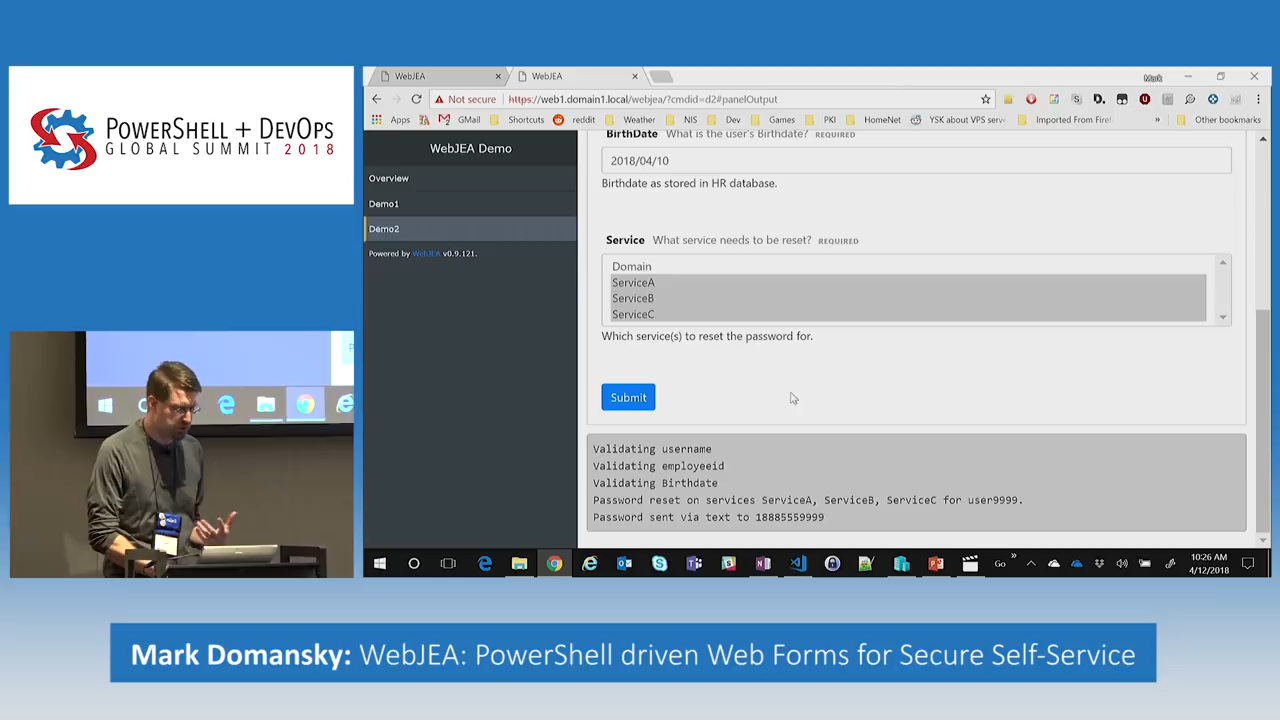 POWERSHELL + DEVOPS
GLOBAL SUMMIT 2018
WebJEA
WebJEA
Mark
Not secure
https://web1.domain1.local/webjea/?cmdid=d2#panelOutput
Apps
GMail
Shortcuts
reddit
Weather
NIS
Dev
Games
PKI
HomeNet
YSK about VPS serv
Imported From Firef
»
Other bookmarks
WebJEA Demo
Overview
Demo1
Demo2
Powered by WebJEA v0.9.121.
BirthDate What is the user's Birthdate? REQUIRED
2018/04/10
Birthdate as stored in HR database.
Service What service needs to be reset? REQUIRED
Domain
ServiceA
ServiceB
ServiceC
Which service(s) to reset the password for.
Submit
Validating username
Validating employeeid
Validating Birthdate
Password reset on services ServiceA, ServiceB, ServiceC for user9999.
Password sent via text to 18885559999
Go
»
10:26 AM
4/12/2018
Mark Domansky: WebJEA: PowerShell driven Web Forms for Secure Self-Service